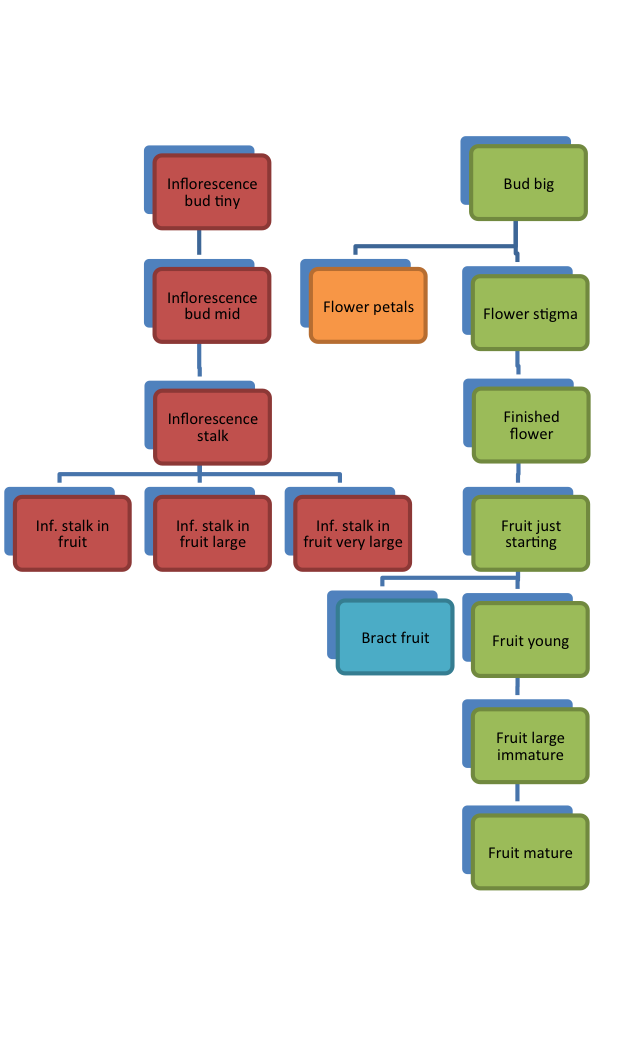 Inflorescence
bud tiny
Bud big
Inflorescence
bud mid
Flower petals
Flower stigma
Inflorescence
stalk
Finished
flower
Inf. stalk in
fruit
Inf. stalk in
fruit large
Inf. stalk in
fruit very large
Fruit just
starting
Bract fruit
Fruit young
Fruit large
immature
Fruit mature